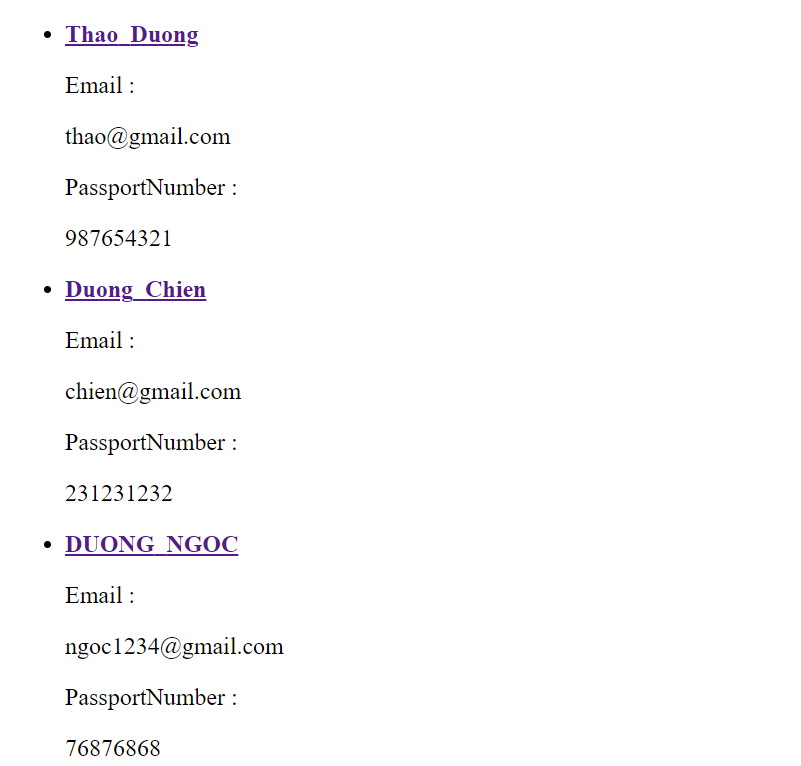 Thao Duong
Email :
thao@gmail.com
PassportNumber :
987654321
Duong Chien
Email :
chien@gmail.com
PassportNumber :
231231232
DUONG NGOC
Email :
ngoc1234@gmail.com
PassportNumber :
76876868